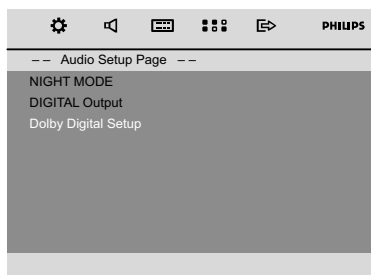 PHILIPS
-- Audio Setup Page --
NIGHT MODE
DIGITAL Output
Dolby Digital Setup